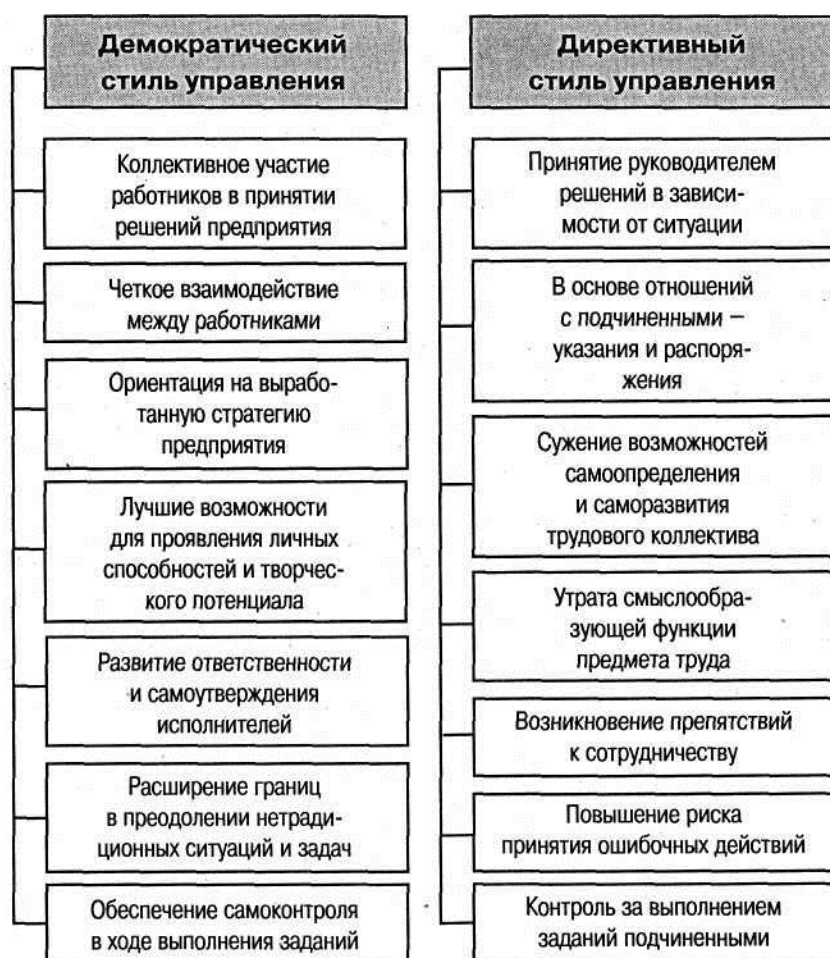 Демократический
стиль управления
Коллективное участие
работников в принятии
решений предприятия
Четкое взаимодействие
между работниками
Ориентация на вырабо-
танную стратегию
предприятия
Лучшие возможности
для проявления личных
способностей и творчес-
кого потенциала
Развитие ответственности
и самоутверждения
исполнителей
Расширение границ
в преодолении нетради-
ционных ситуаций и задач
Обеспечение самоконтроля
в ходе выполнения заданий
Директивный
стиль управления
Принятие руководителем
решений в зависи-
мости от ситуации
В основе отношений
с подчиненными –
указания и распоря-
жения
Сужение возможностей
самоопределения
и саморазвития
трудового коллектива
Утрата смыслообра-
зующей функции
предмета труда
Возникновение препятствий
к сотрудничеству
Повышение риска
принятия ошибочных действий
Контроль за выполнением
заданий подчиненными